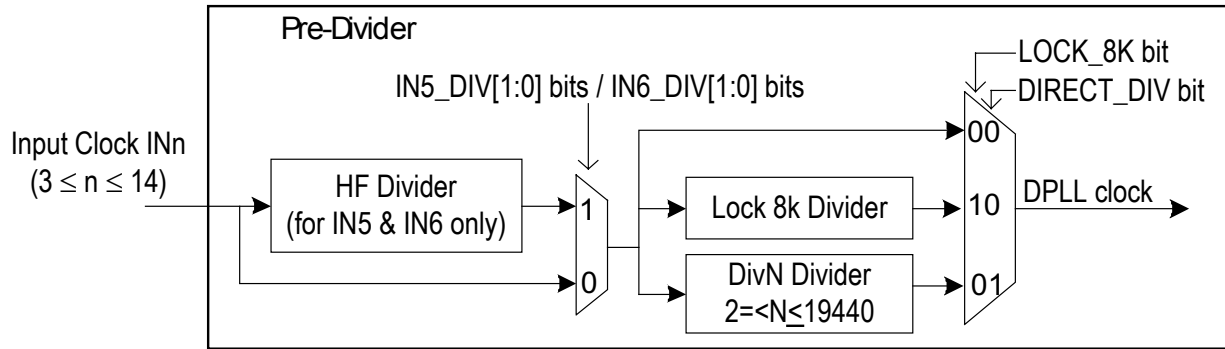 Pre-Divider
LOCK_8K bit
DIRECT_DIV bit
IN5_DIV[1:0] bits / IN6_DIV[1:0] bits
Input Clock INn
(3 ≤ n ≤ 14)
HF Divider
(for IN5 & IN6 only)
1
0
00
Lock 8k Divider
10
DPLL clock
DivN Divider
2=<N≤19440
01